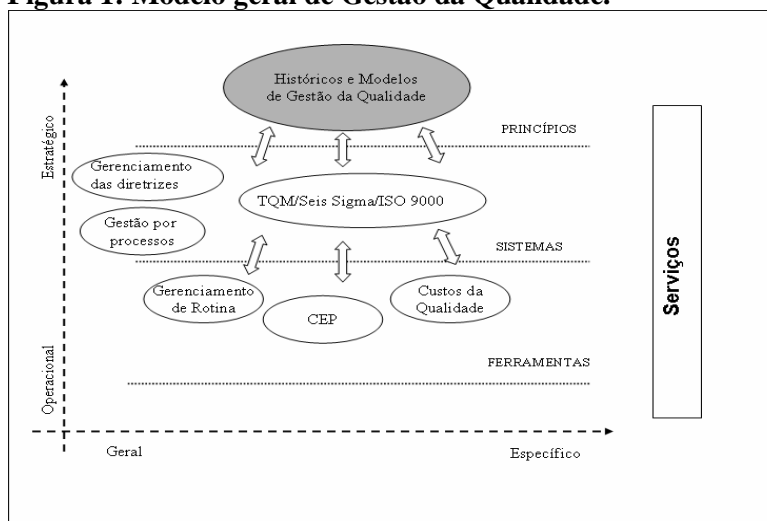 Figura 1: Modelo geral de Gestão da Qualidade.
Históricos e Modelos
de Gestão da Qualidade
PRINCÍPIOS
Estratégico
Gerenciamento
das diretrizes
TQM/Seis Sigma/ISO 9000
Gestão por
processos
SISTEMAS
Serviços
Gerenciamento
de Rotina
CEP
Custos da
Qualidade
FERRAMENTAS
Operacional
Geral
Específico